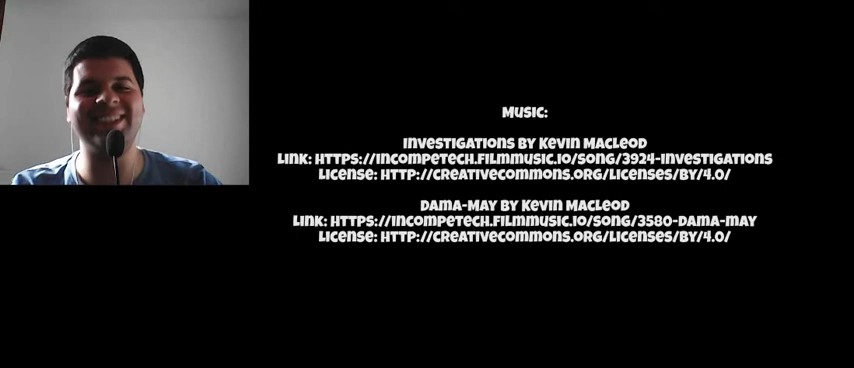 Music:
Investigations by Kevin MacLeod
Link: https://incompetech.filmmusic.io/song/3924-investigations
License: http://creativecommons.org/licenses/by/4.0/
Dama-May by Kevin MacLeod
Link: https://incompetech.filmmusic.io/song/3580-dama-may
License: http://creativecommons.org/licenses/by/4.0/